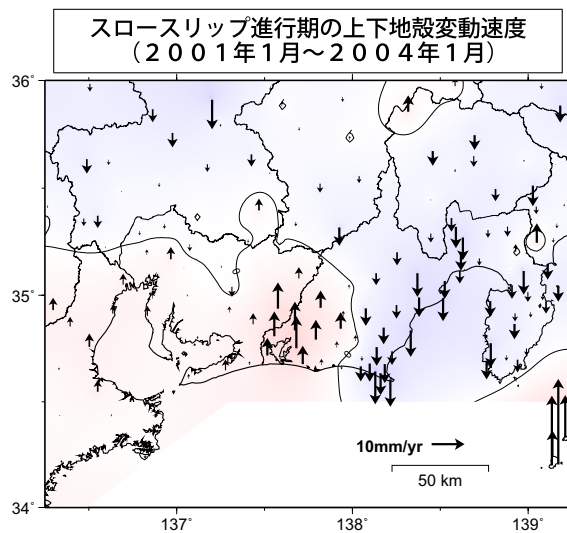 スロースリップ進行期の上下地殻変動速度
（２００１年１月～２００４年１月）
36˚
35˚
10mm/yr
50 km
34˚
137˚
138˚
139˚